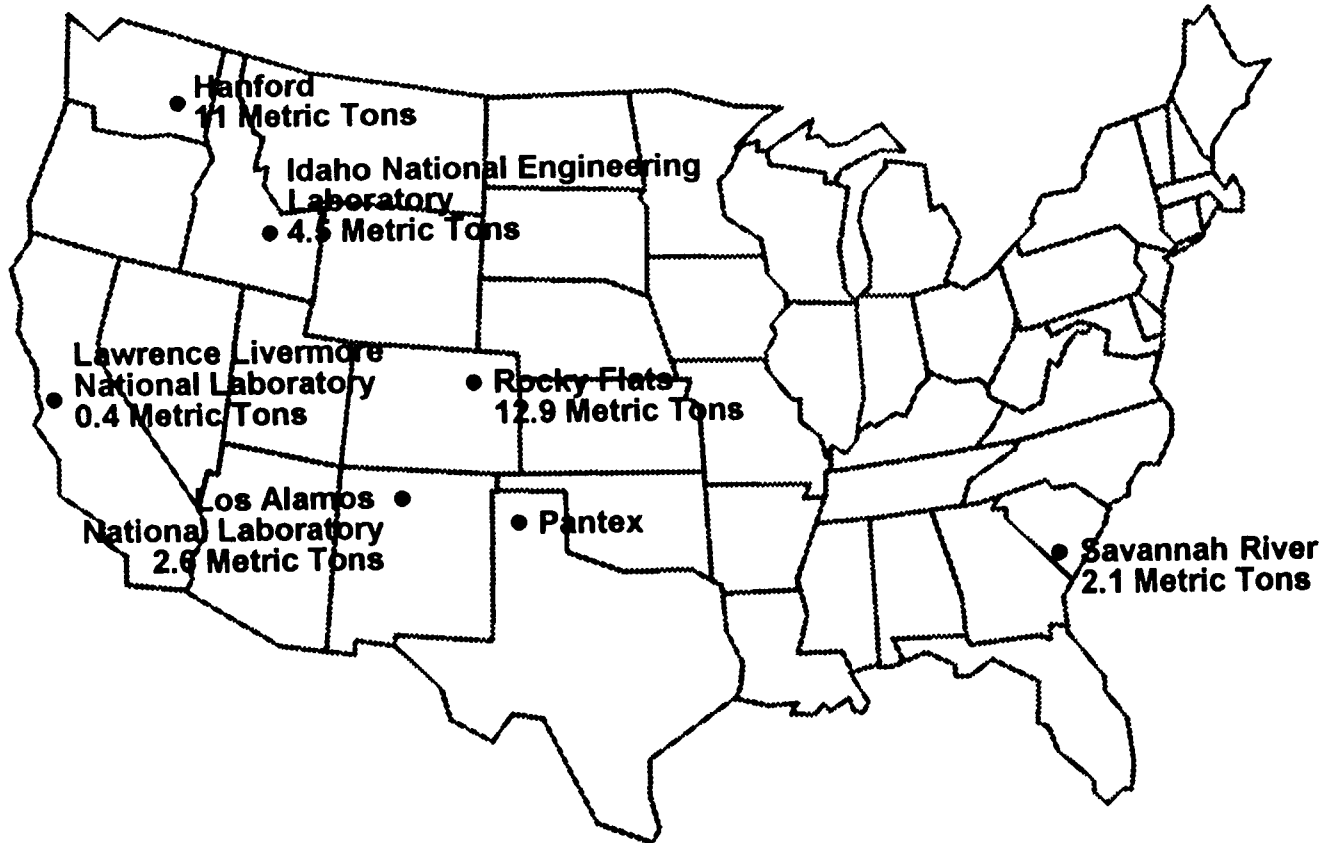 Hanford
11 Metric Tons
Idaho National Engineering
Laboratory
4.5 Metric Tons
Lawrence Livermore
National Laboratory
0.4 Metric Tons
Rocky Flats
12.9 Metric Tons
Los Alamos
National Laboratory
2.6 Metric Tons
Pantex
Savannah River
2.1 Metric Tons